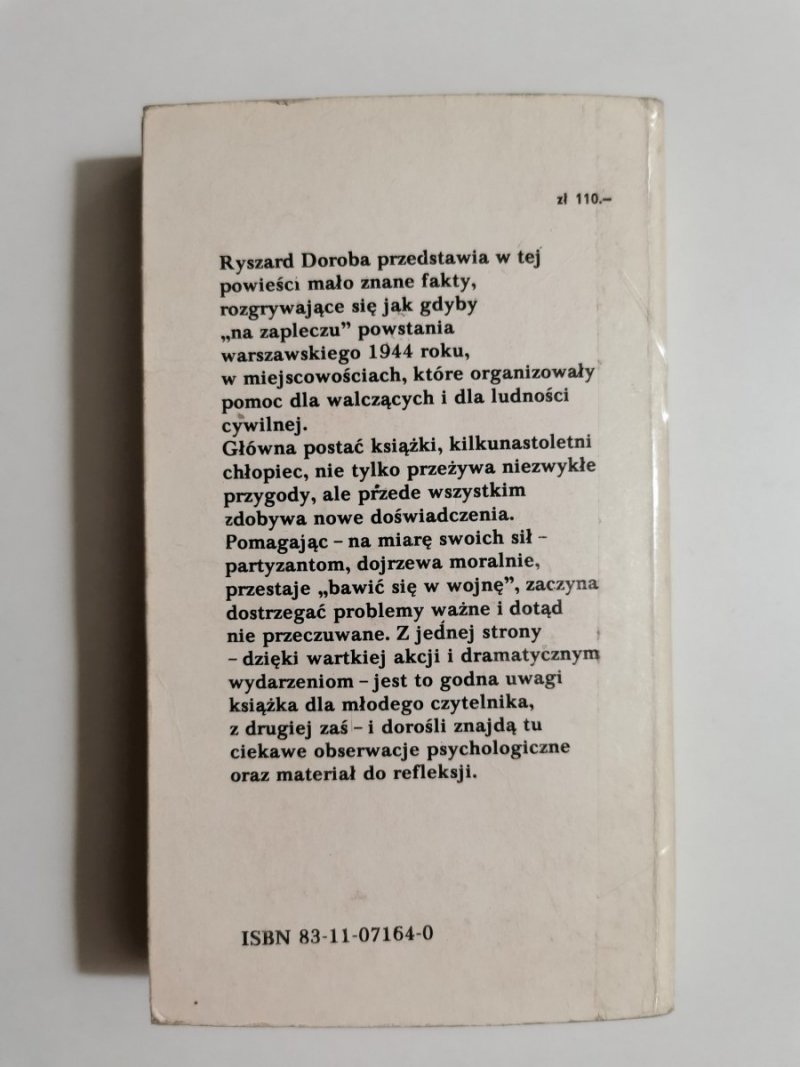 zł 110.–
Ryszard Doroba przedstawia w tej
powieści mało znane fakty,
rozgrywające się jak gdyby
„na zapleczu” powstania
warszawskiego 1944 roku,
w miejscowościach, które organizowały
pomoc dla walczących i dla ludności
cywilnej.
Główna postać książki, kilkunastoletni
chłopiec, nie tylko przeżywa niezwykłe
przygody, ale przede wszystkim
zdobywa nowe doświadczenia.
Pomagając – na miarę swoich sił –
partyzantom, dojrzewa moralnie,
przestaje „bawić się w wojnę”, zaczyna
dostrzegać problemy ważne i dotąd
nie przeczuwane. Z jednej strony
– dzięki wartkiej akcji i dramatycznym
wydarzeniom – jest to godna uwagi
książka dla młodego czytelnika,
z drugiej zaś – i dorośli znajdą tu
ciekawe obserwacje psychologiczne
oraz materiał do refleksji.
ISBN 83-11-07164-0